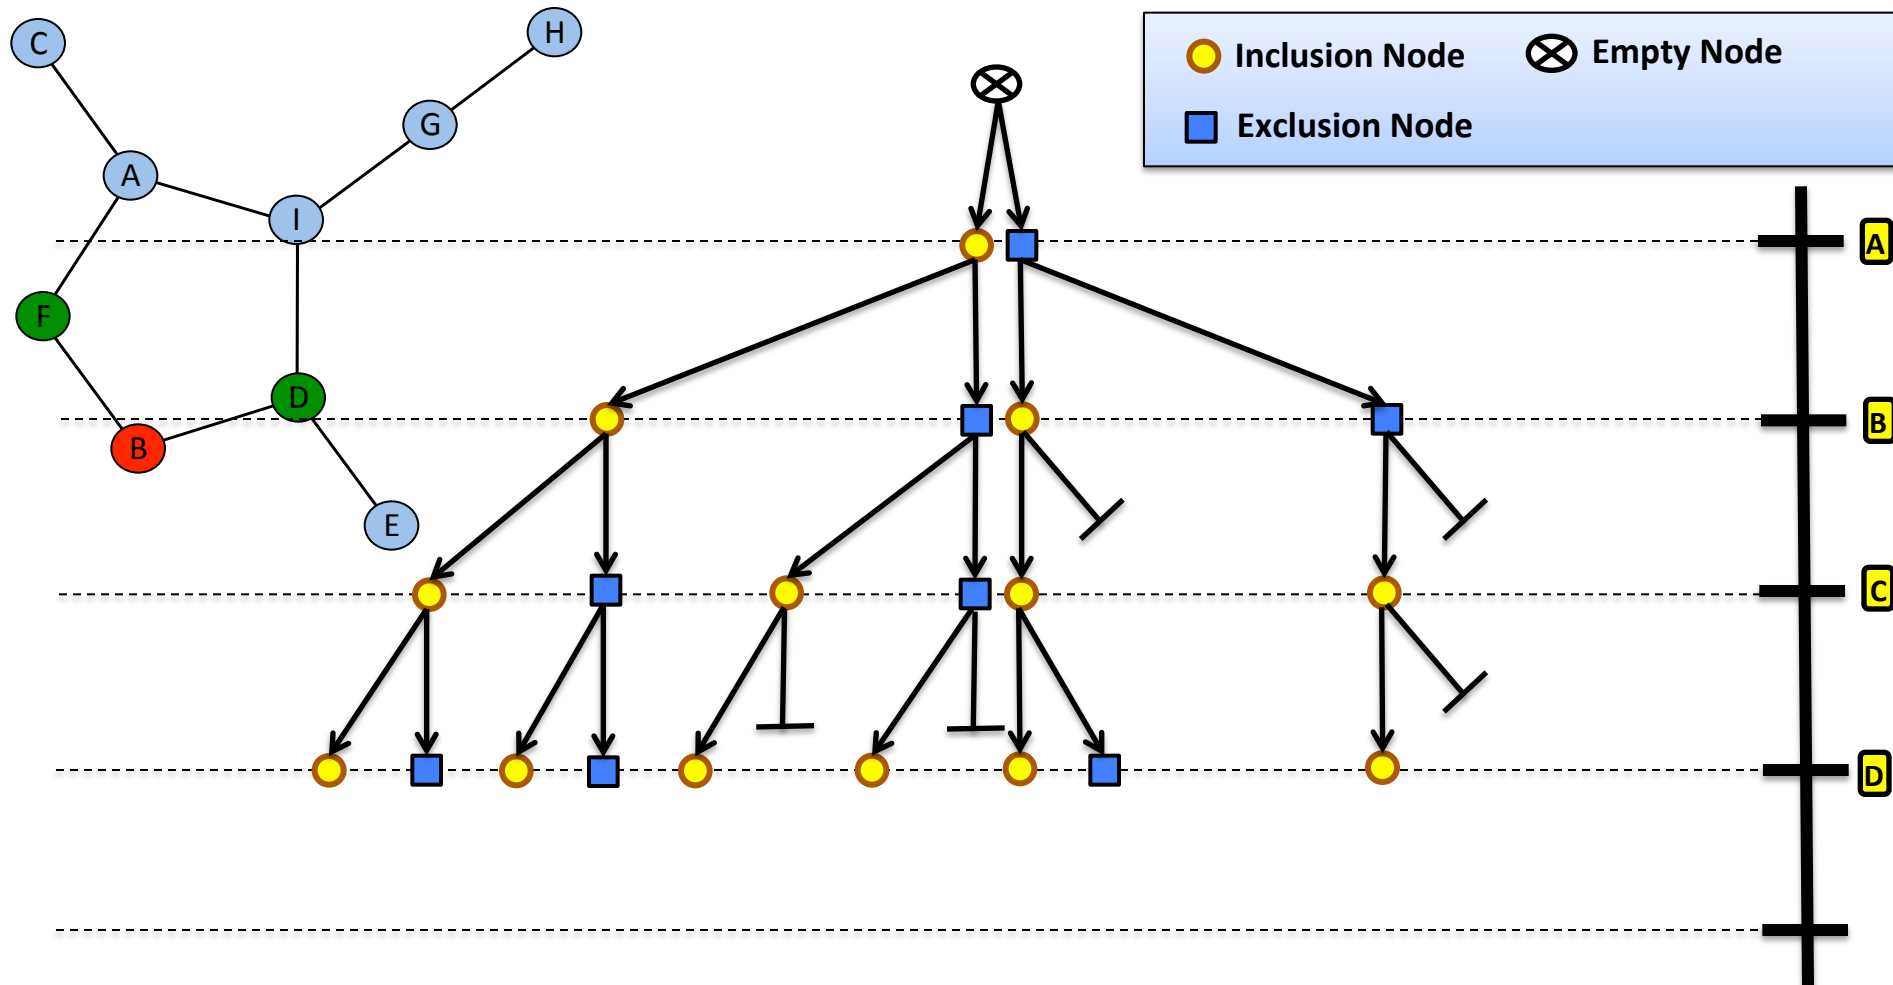 C
H
Inclusion Node
Empty Node
G
Exclusion Node
A
I
A
F
D
B
B
E
C
D